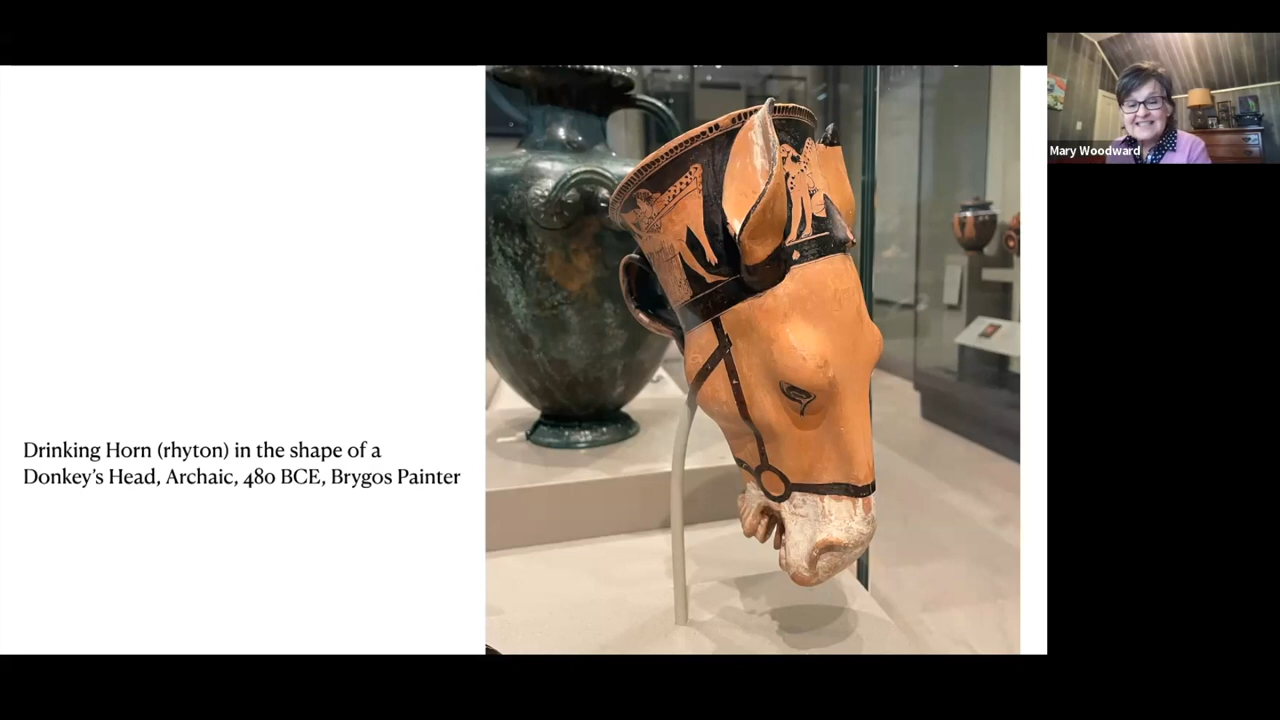 Drinking Horn (rhyton) in the shape of a
Donkey's Head, Archaic, 480 BCE, Brygos Painter
Mary Woodward